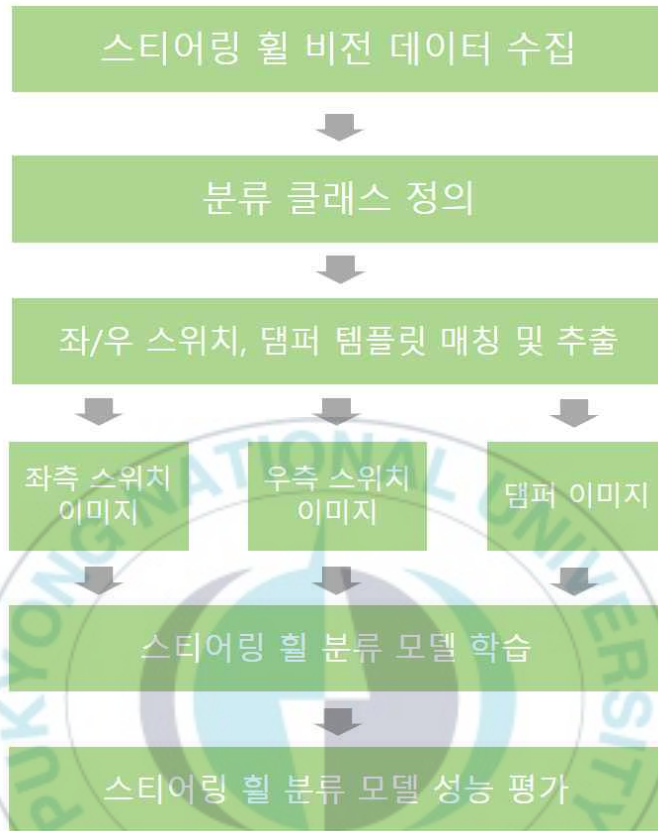 스티어링 휠 비전 데이터 수집
분류 클래스 정의
좌/우 스위치, 댐퍼 템플릿 매칭 및 추출
좌측 스위치
이미지
우측 스위치
이미지
댐퍼 이미지
스티어링 휠 분류 모델 학습
스티어링 휠 분류 모델 성능 평가
PUKYONG NATIONAL UNIVERSITY